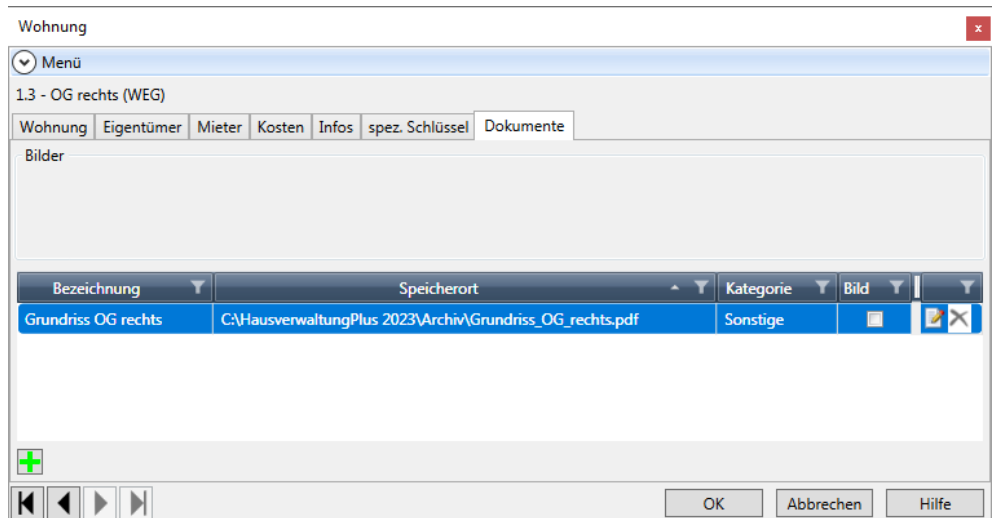 Wohnung
x
Menü
1.3 - OG rechts (WEG)
Wohnung Eigentümer Mieter Kosten Infos spez. Schlüssel Dokumente
Bilder
Bezeichnung Speicherort Kategorie Bild
Grundriss OG rechts C:\HausverwaltungPlus 2023\Archiv\Grundriss_OG_rechts.pdf Sonstige
OK Abbrechen Hilfe